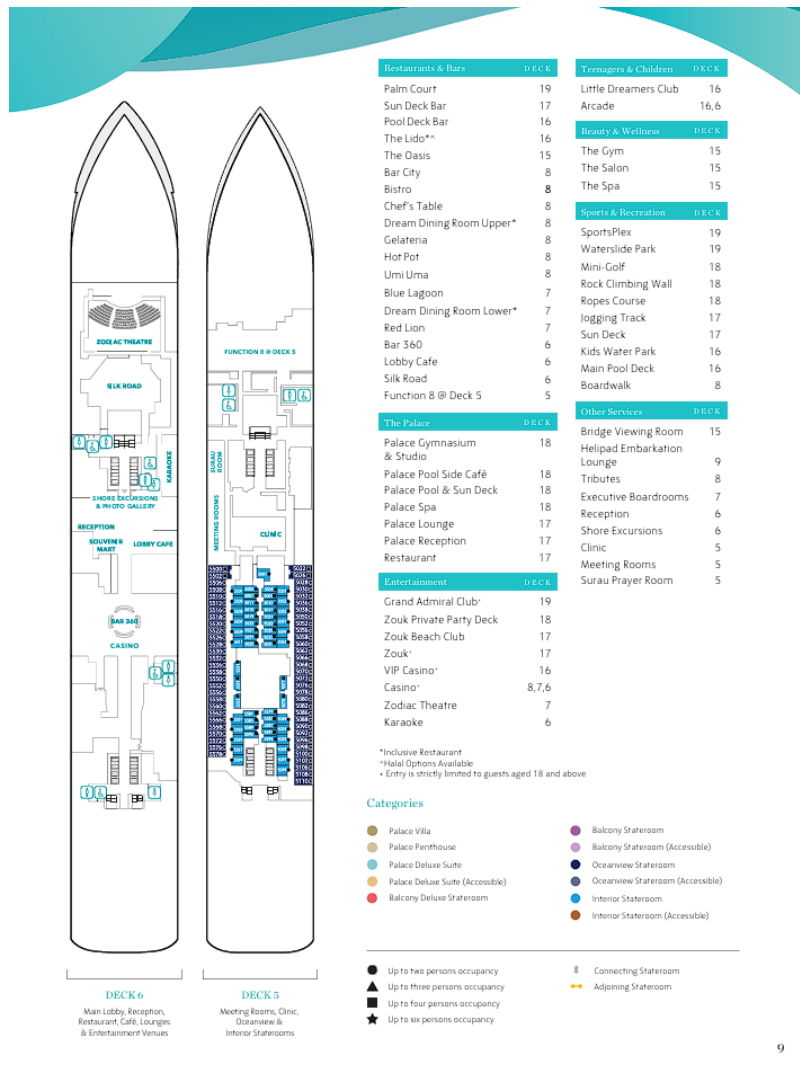 ZODIAC THEATRE
SILK ROAD
KARAOKE
SHORE EXCURSIONS
& PHOTO GALLERY
RECEPTION
SOUVENIR
MART
LOBBY CAFE
BAR 360
CASINO
DECK 6
Main Lobby, Reception,
Restaurant, Café, Lounges
& Entertainment Venues
FUNCTION 8 @ DECK 5
SURAU
ROOM
MEETING ROOMS
CLINIC
DECK 5
Meeting Rooms, Clinic,
Oceanview &
Interior Staterooms
Restaurants & Bars DECK
Palm Court 19
Sun Deck Bar 17
Pool Deck Bar 16
The Lido*^ 16
The Oasis 15
Bar City 8
Bistro 8
Chef's Table 8
Dream Dining Room Upper* 8
Gelateria 8
Hot Pot 8
Umi Uma 8
Blue Lagoon 7
Dream Dining Room Lower* 7
Red Lion 7
Bar 360 6
Lobby Cafe 6
Silk Road 6
Function 8 @ Deck 5 5
The Palace DECK
Palace Gymnasium 18
& Studio
Palace Pool Side Café 18
Palace Pool & Sun Deck 18
Palace Spa 18
Palace Lounge 17
Palace Reception 17
Restaurant 17
Entertainment DECK
Grand Admiral Club+ 19
Zouk Private Party Deck 18
Zouk Beach Club 17
Zouk+ 17
VIP Casino+ 16
Casino+ 8,7,6
Zodiac Theatre 7
Karaoke 6
*Inclusive Restaurant
^Halal Options Available
+ Entry is strictly limited to guests aged 18 and above
Teenagers & Children DECK
Little Dreamers Club 16
Arcade 16,6
Beauty & Wellness DECK
The Gym 15
The Salon 15
The Spa 15
Sports & Recreation DECK
SportsPlex 19
Waterslide Park 19
Mini-Golf 18
Rock Climbing Wall 18
Ropes Course 18
Jogging Track 17
Sun Deck 17
Kids Water Park 16
Main Pool Deck 16
Boardwalk 8
Other Services DECK
Bridge Viewing Room 15
Helipad Embarkation
Lounge 9
Tributes 8
Executive Boardrooms 7
Reception 6
Shore Excursions 6
Clinic 5
Meeting Rooms 5
Surau Prayer Room 5
Categories
Palace Villa
Palace Penthouse
Palace Deluxe Suite
Palace Deluxe Suite (Accessible)
Balcony Deluxe Stateroom
Balcony Stateroom
Balcony Stateroom (Accessible)
Oceanview Stateroom
Oceanview Stateroom (Accessible)
Interior Stateroom
Interior Stateroom (Accessible)
Up to two persons occupancy
Up to three persons occupancy
Up to four persons occupancy
Up to six persons occupancy
Connecting Stateroom
Adjoining Stateroom
9